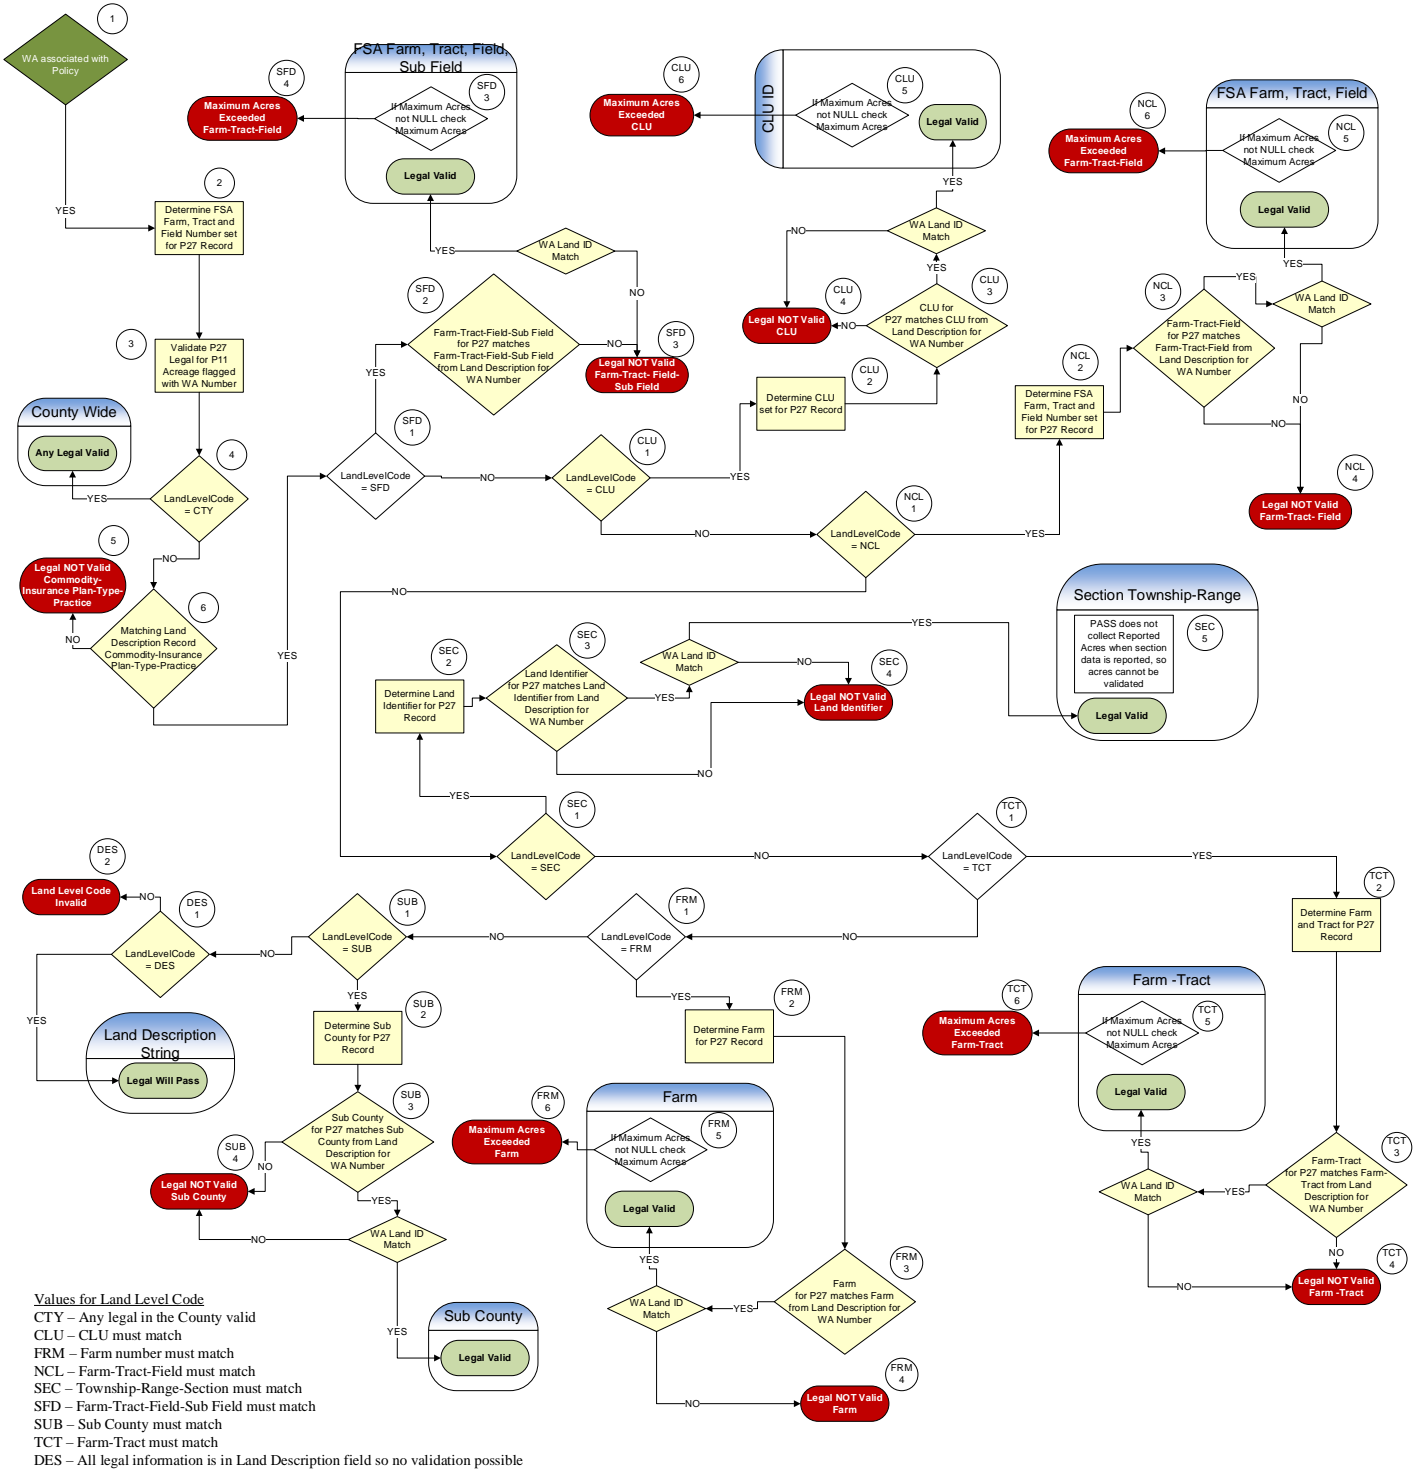 1
WA associated with
Policy
YES
2
Determine FSA
Farm, Tract and
Field Number set
for P27 Record
3
Validate P27
Legal for P11
Acreage flagged
with WA Number
4
LandLevelCode
= CTY
YES
County Wide
Any Legal Valid
NO
5
Legal NOT Valid
Commodity-
Insurance Plan-Type-
Practice
6
Matching Land
Description Record
Commodity-Insurance
Plan-Type-Practice
NO
YES
SFD
1
LandLevelCode
= SFD
YES
NO
SFD
2
Farm-Tract-Field-Sub Field
for P27 matches
Farm-Tract-Field-Sub Field
from Land Description for
WA Number
NO
WA Land ID
Match
YES
NO
SFD
3
Legal NOT Valid
Farm-Tract- Field-
Sub Field
FSA Farm, Tract, Field,
Sub Field
SFD
3
If Maximum Acres
not NULL check
Maximum Acres
Legal Valid
SFD
4
Maximum Acres
Exceeded
Farm-Tract-Field
CLU
1
LandLevelCode
= CLU
YES
NO
CLU
2
Determine CLU
set for P27 Record
CLU
3
CLU for
P27 matches CLU from
Land Description for
WA Number
YES
NO
CLU
4
Legal NOT Valid
CLU
WA Land ID
Match
NO
YES
CLU ID
CLU
5
If Maximum Acres
not NULL check
Maximum Acres
Legal Valid
CLU
6
Maximum Acres
Exceeded
CLU
NCL
1
LandLevelCode
= NCL
YES
NO
NCL
2
Determine FSA
Farm, Tract and
Field Number set
for P27 Record
NCL
3
Farm-Tract-Field
for P27 matches
Farm-Tract-Field from
Land Description for
WA Number
YES
NO
WA Land ID
Match
YES
NO
NCL
4
Legal NOT Valid
Farm-Tract- Field
FSA Farm, Tract, Field
NCL
5
If Maximum Acres
not NULL check
Maximum Acres
Legal Valid
NCL
6
Maximum Acres
Exceeded
Farm-Tract-Field
SEC
1
LandLevelCode
= SEC
YES
NO
SEC
2
Determine Land
Identifier for P27
Record
SEC
3
Land Identifier
for P27 matches Land
Identifier from Land
Description for
WA Number
YES
NO
WA Land ID
Match
YES
NO
SEC
4
Legal NOT Valid
Land Identifier
Section Township-Range
SEC
5
PASS does not
collect Reported
Acres when section
data is reported, so
acres cannot be
validated
Legal Valid
TCT
1
LandLevelCode
= TCT
YES
NO
TCT
2
Determine Farm
and Tract for P27
Record
TCT
3
Farm-Tract
for P27 matches Farm-
Tract from Land
Description for
WA Number
YES
NO
TCT
4
Legal NOT Valid
Farm -Tract
WA Land ID
Match
YES
NO
Farm -Tract
TCT
5
If Maximum Acres
not NULL check
Maximum Acres
Legal Valid
TCT
6
Maximum Acres
Exceeded
Farm-Tract
FRM
1
LandLevelCode
= FRM
YES
NO
FRM
2
Determine Farm
for P27 Record
FRM
3
Farm
for P27 matches Farm
from Land Description for
WA Number
YES
WA Land ID
Match
YES
NO
FRM
4
Legal NOT Valid
Farm
Farm
FRM
5
If Maximum Acres
not NULL check
Maximum Acres
Legal Valid
FRM
6
Maximum Acres
Exceeded
Farm
SUB
1
LandLevelCode
= SUB
YES
NO
SUB
2
Determine Sub
County for P27
Record
SUB
3
Sub County
for P27 matches Sub
County from Land
Description for
WA Number
NO
YES
SUB
4
Legal NOT Valid
Sub County
WA Land ID
Match
NO
YES
Sub County
Legal Valid
DES
1
LandLevelCode
= DES
NO
YES
DES
2
Land Level Code
Invalid
Land Description
String
Legal Will Pass
Values for Land Level Code
CTY – Any legal in the County valid
CLU – CLU must match
FRM – Farm number must match
NCL – Farm-Tract-Field must match
SEC – Township-Range-Section must match
SFD – Farm-Tract-Field-Sub Field must match
SUB – Sub County must match
TCT – Farm-Tract must match
DES – All legal information is in Land Description field so no validation possible